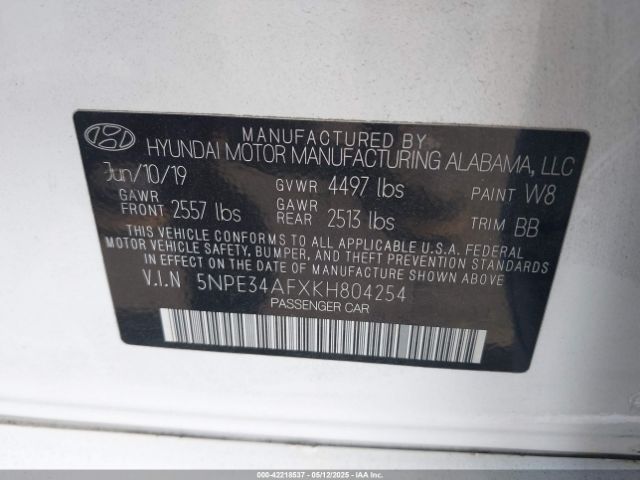 MANUFACTURED BY
HYUNDAI MOTOR MANUFACTURING ALABAMA, LLC
Jun/10/19 GVWR 4497 lbs PAINT W8
GAWR FRONT 2557 lbs GAWR REAR 2513 lbs TRIM BB
THIS VEHICLE CONFORMS TO ALL APPLICABLE U.S.A. FEDERAL
MOTOR VEHICLE SAFETY, BUMPER, AND THEFT PREVENTION STANDARDS
IN EFFECT ON THE DATE OF MANUFACTURE SHOWN ABOVE.
V.I.N 5NPE34AFXKH804254
PASSENGER CAR
000-42218537 - 05/12/2025 - IAA Inc.